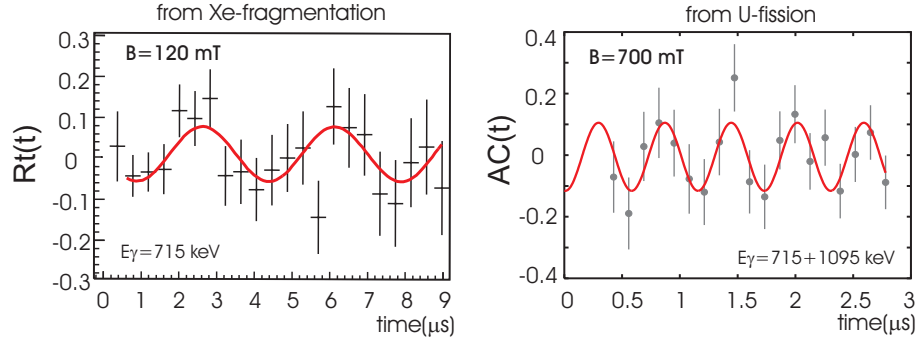 from Xe-fragmentation
B=120 mT
Rt(t)
0.3
0.2
0.1
0
-0.1
-0.2
-0.3
Eγ=715 keV
0 1 2 3 4 5 6 7 8 9
time(μs)
from U-fission
B=700 mT
AC(t)
0.4
0.2
0
-0.2
-0.4
Eγ=715+1095 keV
0 0.5 1 1.5 2 2.5 3
time(μs)